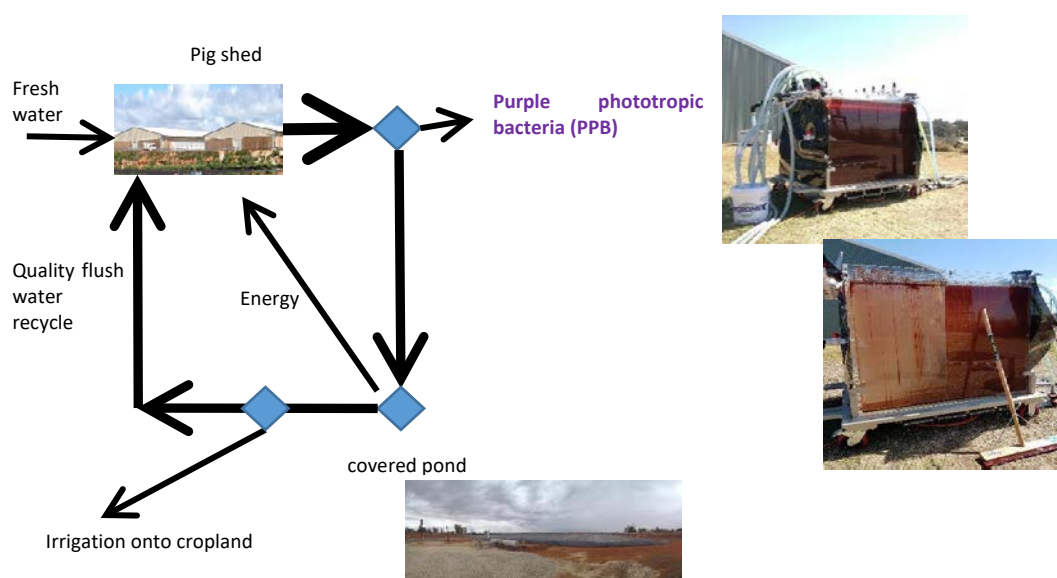 Pig shed
Fresh
water
Purple phototropic
bacteria (PPB)
Quality flush
water
recycle
Energy
covered pond
Irrigation onto cropland